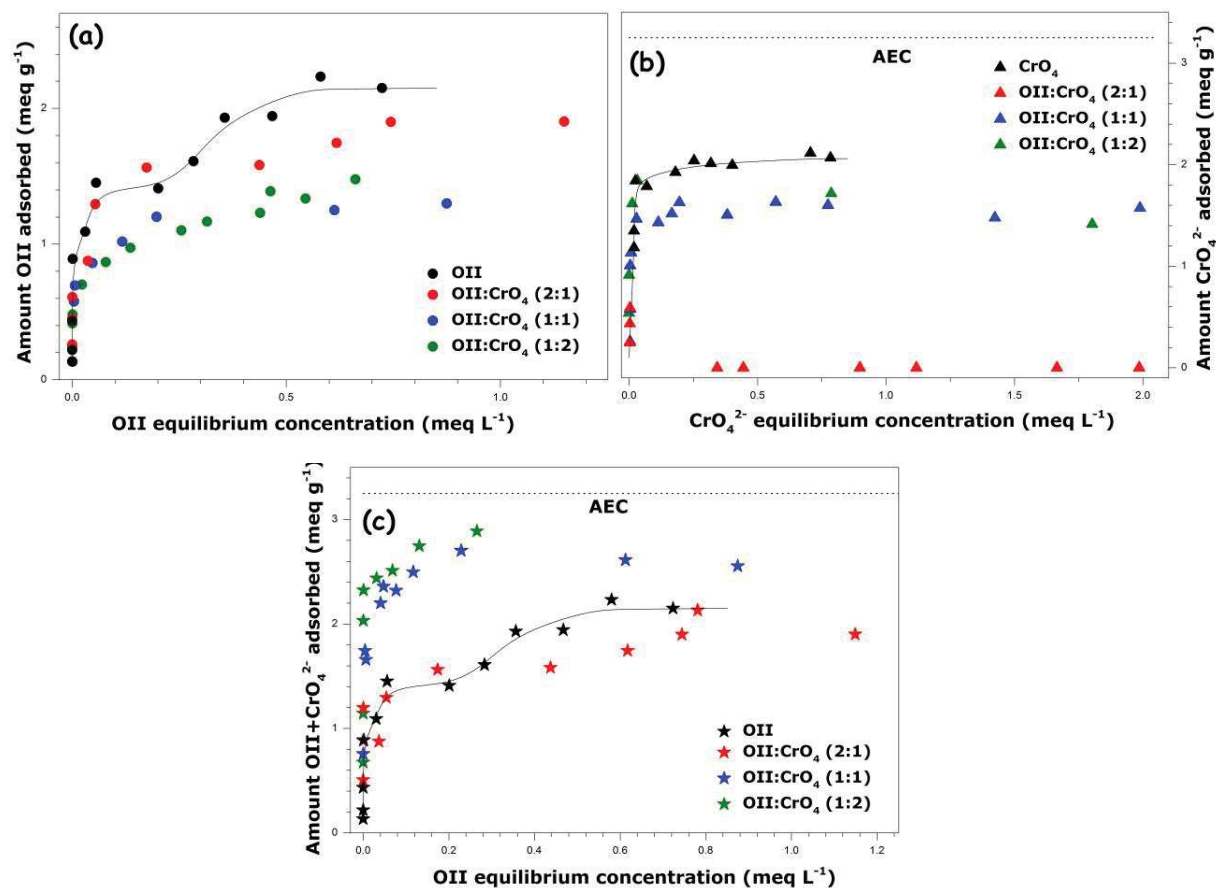 (a)
Amount OII adsorbed (meq g⁻¹)
2
1
0
OII
OII:CrO₄ (2:1)
OII:CrO₄ (1:1)
OII:CrO₄ (1:2)
0.0 0.5 1.0
OII equilibrium concentration (meq L⁻¹)
(b)
AEC
CrO₄
OII:CrO₄ (2:1)
OII:CrO₄ (1:1)
OII:CrO₄ (1:2)
3
2
1
0
Amount CrO₄²⁻ adsorbed (meq g⁻¹)
0.0 0.5 1.0 1.5 2.0
CrO₄²⁻ equilibrium concentration (meq L⁻¹)
(c)
AEC
Amount OII+CrO₄²⁻ adsorbed (meq g⁻¹)
3
2
1
0
OII
OII:CrO₄ (2:1)
OII:CrO₄ (1:1)
OII:CrO₄ (1:2)
0.0 0.2 0.4 0.6 0.8 1.0 1.2
OII equilibrium concentration (meq L⁻¹)